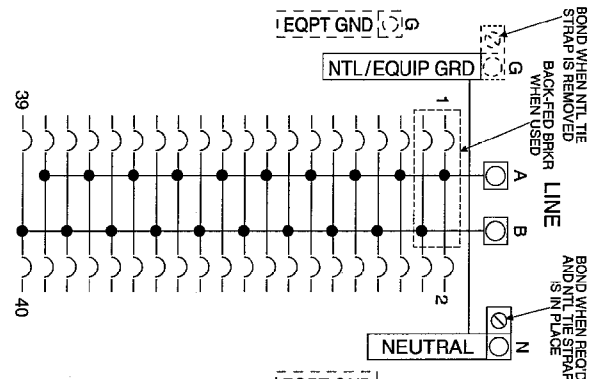 EQPT GND G
BOND WHEN NTL TIE
STRAP IS REMOVED
NTL/EQUIP GRD G
BACK-FED BRKR
WHEN USED
39
1
A
LINE
B
40
2
BOND WHEN REQ'D
AND NTL TIE STRAP
IS IN PLACE
NEUTRAL N